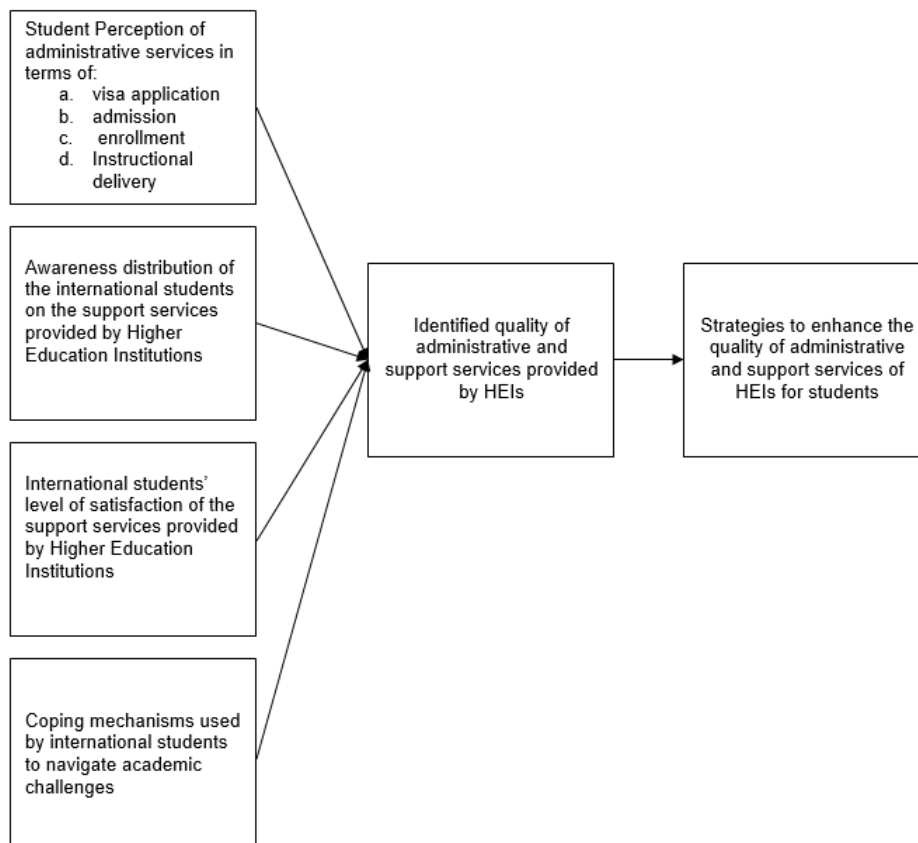 Student Perception of
administrative services in
terms of:
a. visa application
b. admission
c. enrollment
d. Instructional
delivery
Awareness distribution of
the international students
on the support services
provided by Higher
Education Institutions
International students'
level of satisfaction of the
support services provided
by Higher Education
Institutions
Coping mechanisms used
by international students
to navigate academic
challenges
Identified quality of
administrative and
support services provided
by HEIs
Strategies to enhance the
quality of administrative
and support services of
HEIs for students